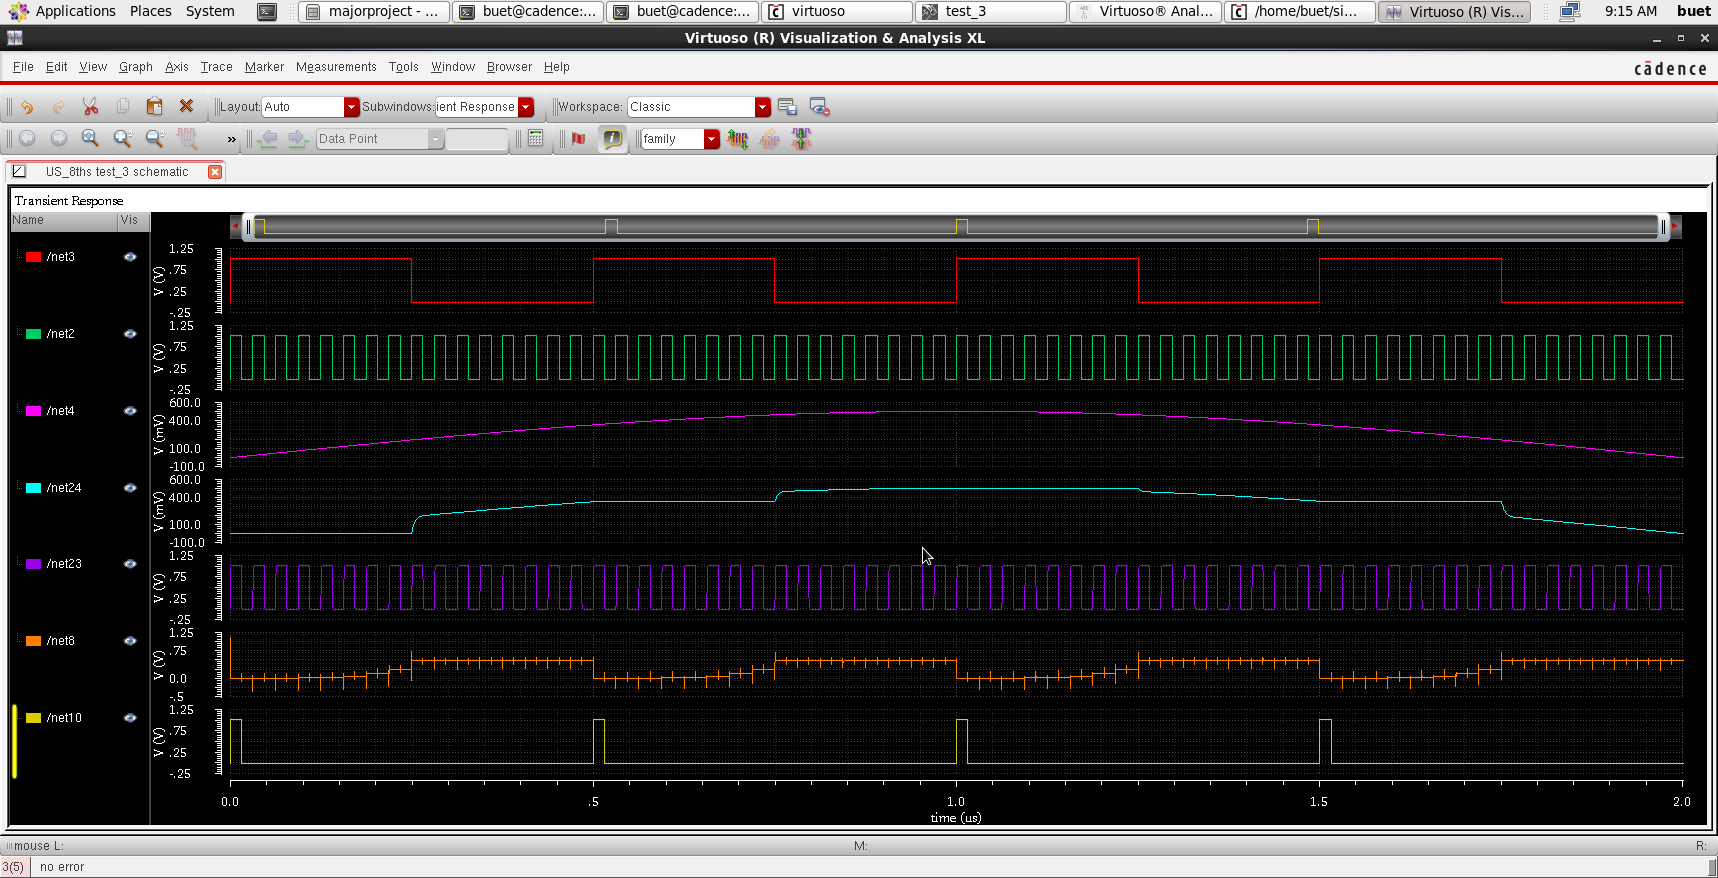 Applications Places System majorproject - ... buet@cadence:... buet@cadence:... virtuoso test_3 Virtuoso® Anal... /home/buet/si... Virtuoso (R) Vis... 9:15 AM buet
Virtuoso (R) Visualization & Analysis XL
File Edit View Graph Axis Trace Marker Measurements Tools Window Browser Help
cādence
Layout: Auto Subwindows: ient Response Workspace: Classic
» Data Point family
US_8ths test_3 schematic
Transient Response
Name Vis
/net3
V (V)
1.25
.75
.25
-.25
/net2
V (V)
1.25
.75
.25
-.25
/net4
V (mV)
600.0
400.0
100.0
-100.0
/net24
V (mV)
600.0
400.0
100.0
-100.0
/net23
V (V)
1.25
.75
.25
-.25
/net8
V (V)
1.25
.75
0.0
-.5
/net10
V (V)
1.25
.75
.25
-.25
0.0 .5 1.0 1.5 2.0
time (us)
mouse L: M: R:
3(5) no error